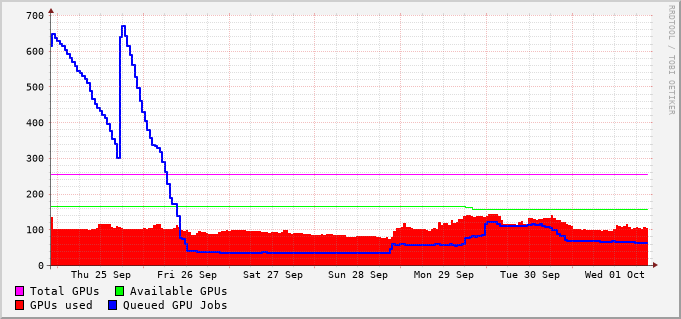 700
600
500
400
300
200
100
0
Thu 25 Sep Fri 26 Sep Sat 27 Sep Sun 28 Sep Mon 29 Sep Tue 30 Sep Wed 01 Oct
Total GPUs Available GPUs
GPUs used Queued GPU Jobs
RRDTOOL / TOBI OETIKER